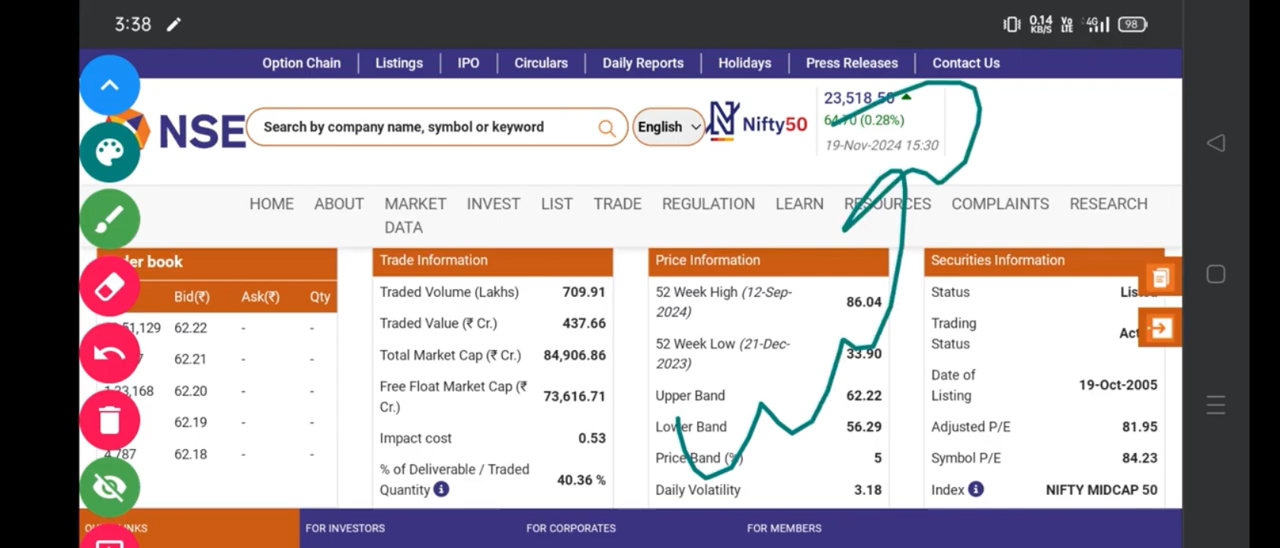 3:38
0.14 KB/S Vo LTE 4G 98
Option Chain | Listings | IPO | Circulars | Daily Reports | Holidays | Press Releases | Contact Us
NSE
Search by company name, symbol or keyword
English
Nifty50
23,518.50
64.70 (0.28%)
19-Nov-2024 15:30
HOME ABOUT MARKET DATA INVEST LIST TRADE REGULATION LEARN RESOURCES COMPLAINTS RESEARCH
book
Bid(₹) Ask(₹) Qty
62.22 - -
62.21 - -
62.20 - -
62.19 - -
62.18 - -
Trade Information
Traded Volume (Lakhs) 709.91
Traded Value (₹ Cr.) 437.66
Total Market Cap (₹ Cr.) 84,906.86
Free Float Market Cap (₹ Cr.) 73,616.71
Impact cost 0.53
% of Deliverable / Traded Quantity i 40.36 %
Price Information
52 Week High (12-Sep-2024) 86.04
52 Week Low (21-Dec-2023) 33.90
Upper Band 62.22
Lower Band 56.29
Price Band (%) 5
Daily Volatility 3.18
Securities Information
Status
Trading Status
Date of Listing 19-Oct-2005
Adjusted P/E 81.95
Symbol P/E 84.23
Index i NIFTY MIDCAP 50
FOR INVESTORS FOR CORPORATES FOR MEMBERS